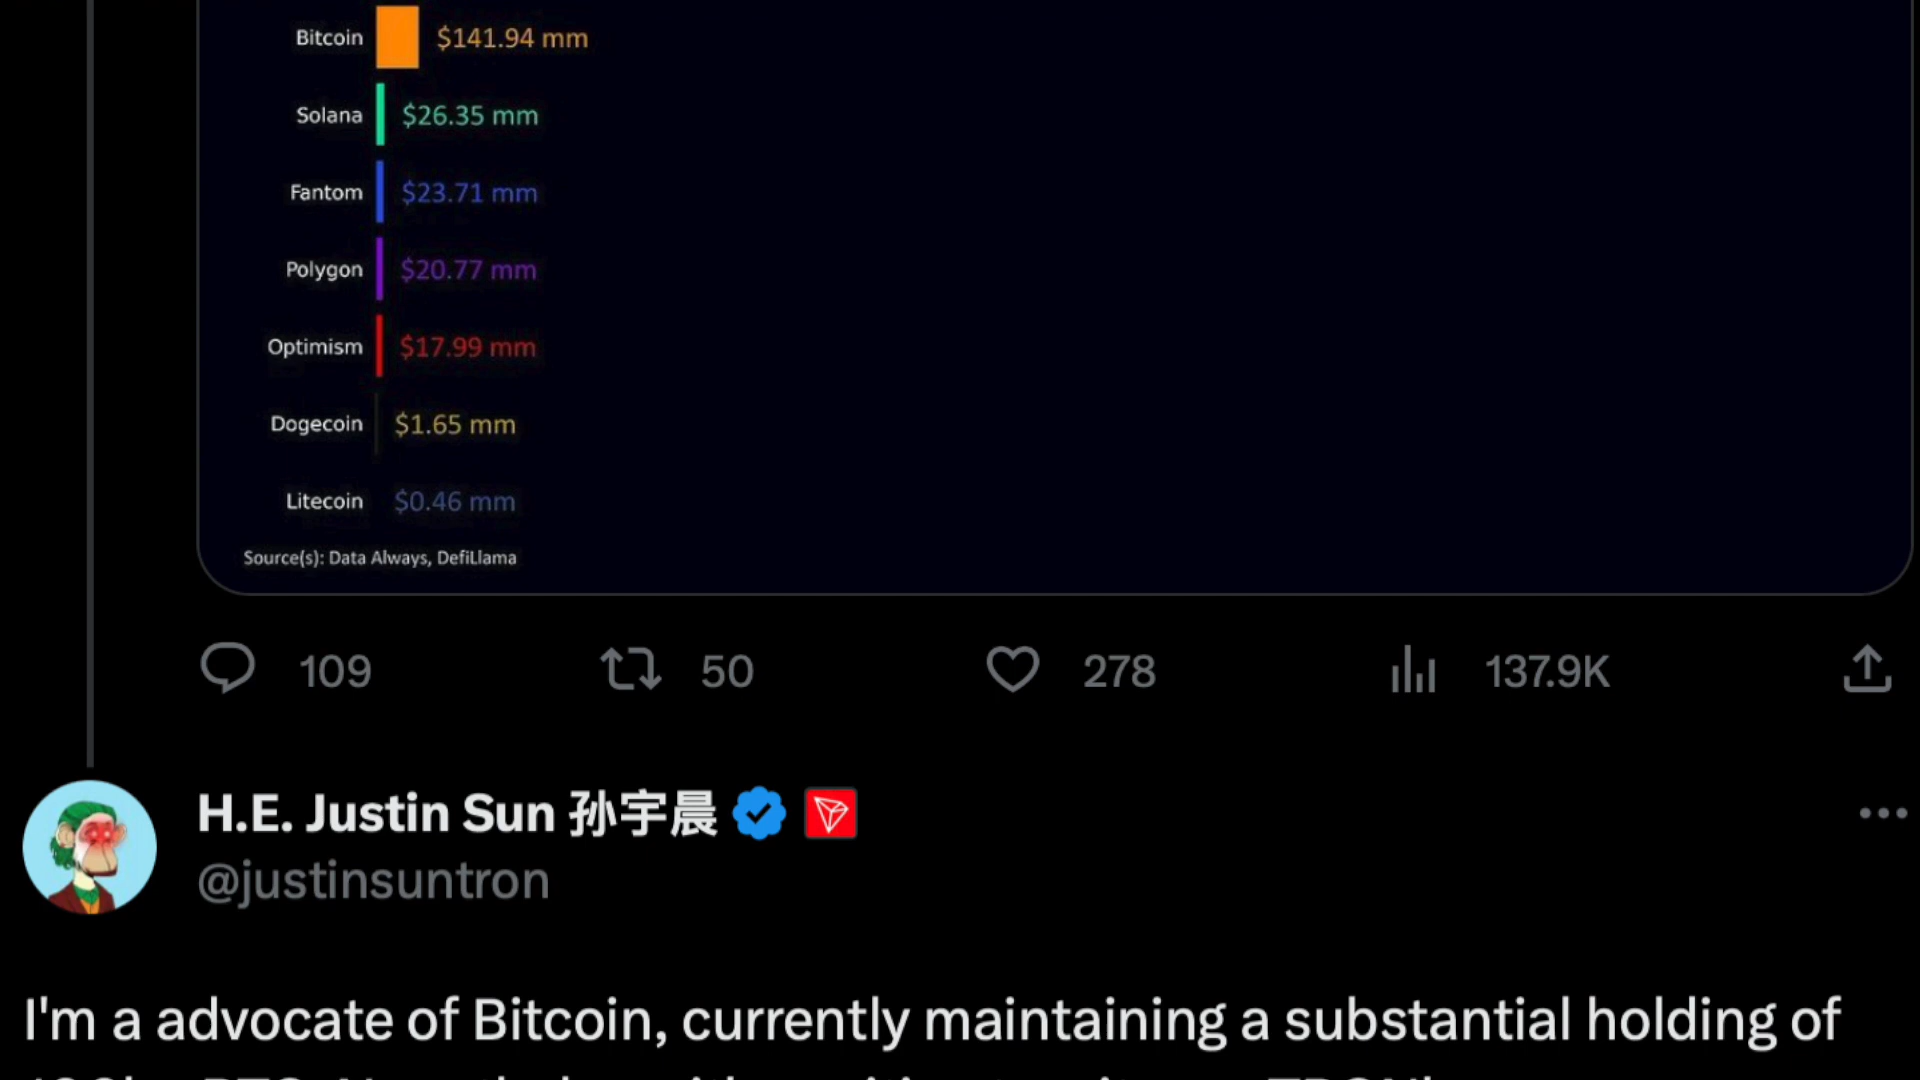 Bitcoin $141.94 mm
Solana $26.35 mm
Fantom $23.71 mm
Polygon $20.77 mm
Optimism $17.99 mm
Dogecoin $1.65 mm
Litecoin $0.46 mm
Source(s): Data Always, DefiLlama
109 50 278 137.9K
H.E. Justin Sun 孙宇晨
@justinsuntron
I'm a advocate of Bitcoin, currently maintaining a substantial holding of